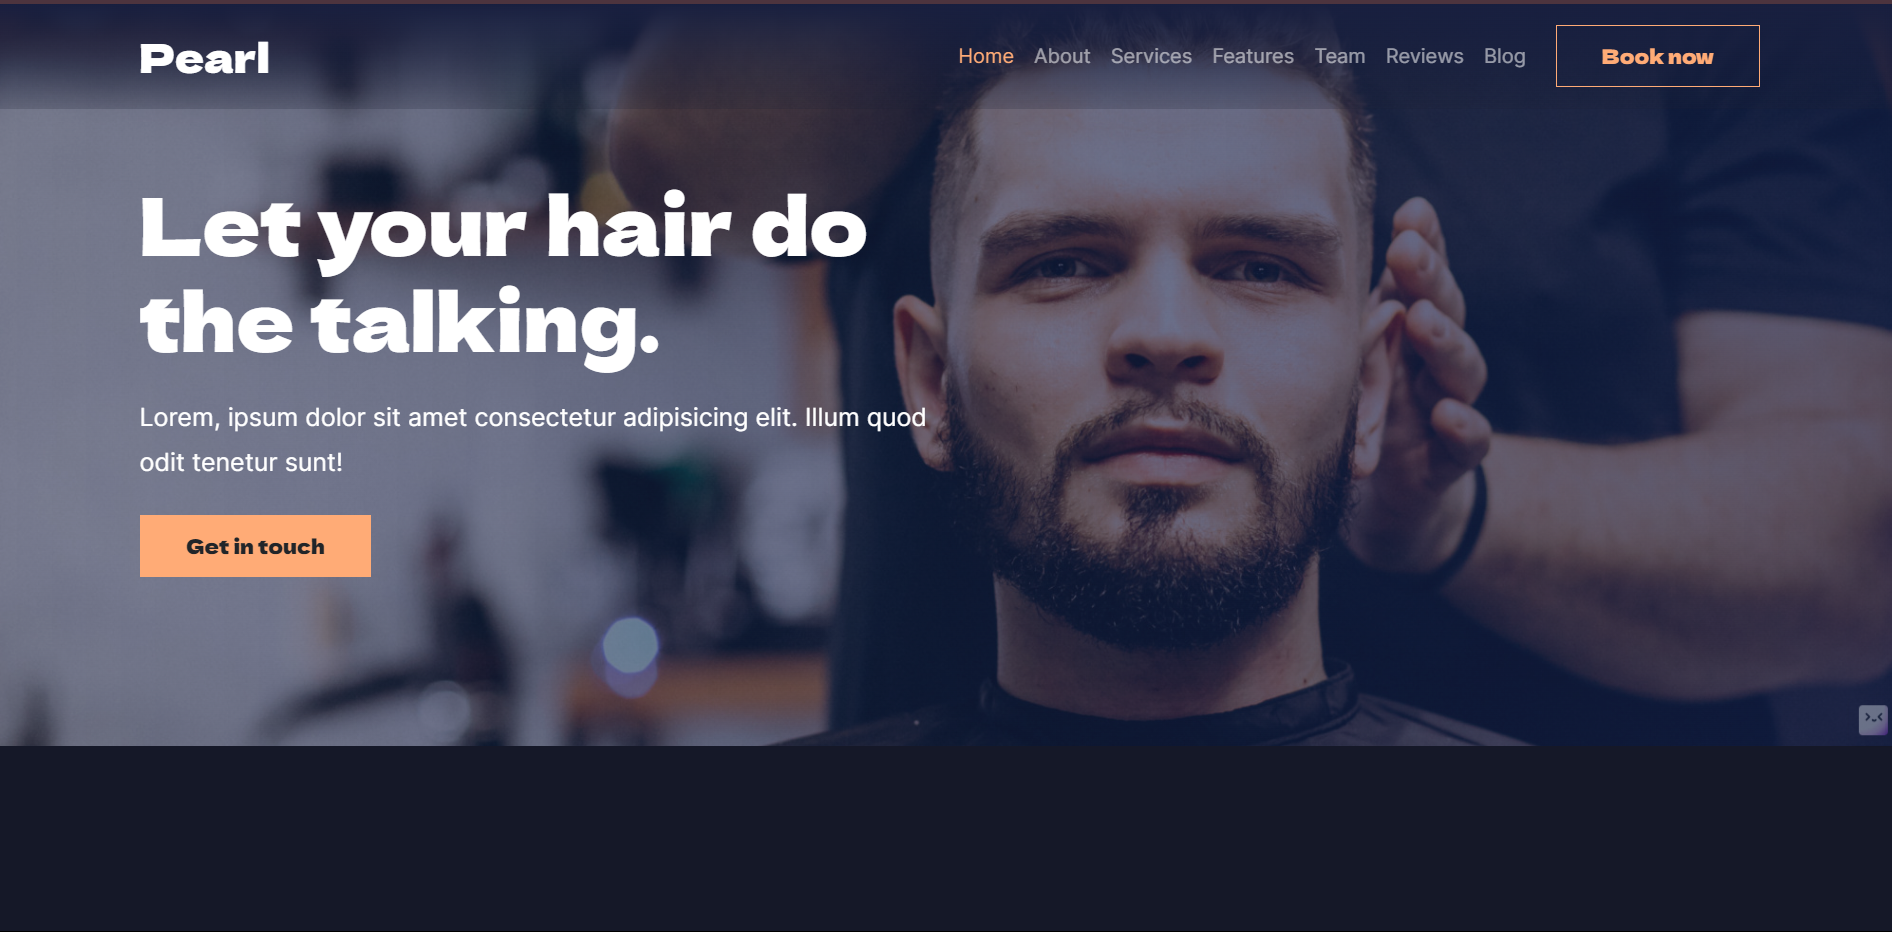 Pearl
Home About Services Features Team Reviews Blog Book now
Let your hair do
the talking.
Lorem, ipsum dolor sit amet consectetur adipisicing elit. Illum quod
odit tenetur sunt!
Get in touch